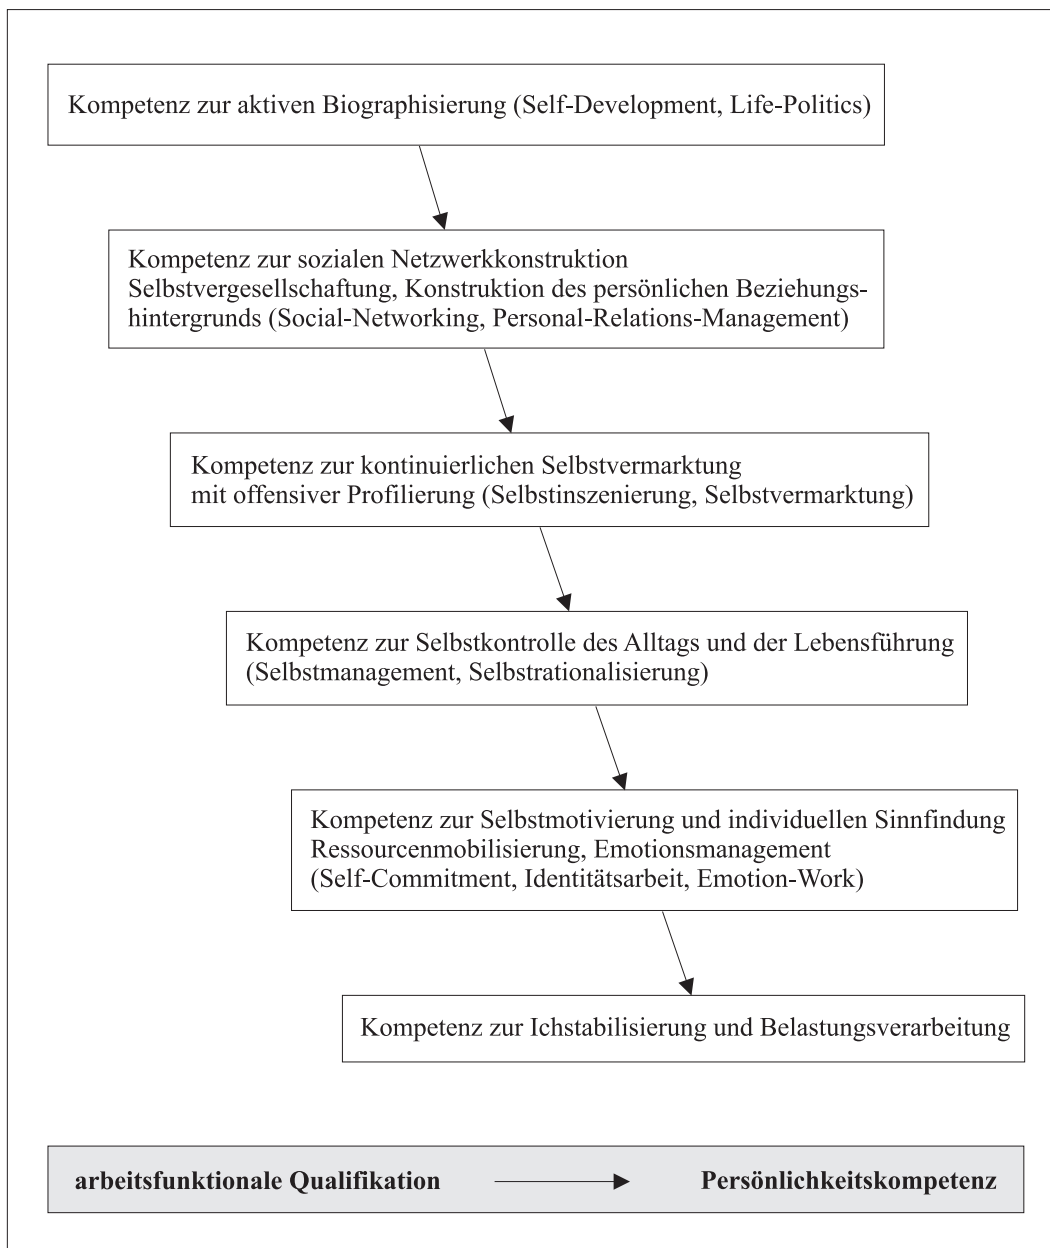 Kompetenz zur aktiven Biographisierung (Self-Development, Life-Politics)
Kompetenz zur sozialen Netzwerkkonstruktion
Selbstvergesellschaftung, Konstruktion des persönlichen Beziehungs-
hintergrunds (Social-Networking, Personal-Relations-Management)
Kompetenz zur kontinuierlichen Selbstvermarktung
mit offensiver Profilierung (Selbstinszenierung, Selbstvermarktung)
Kompetenz zur Selbstkontrolle des Alltags und der Lebensführung
(Selbstmanagement, Selbstrationalisierung)
Kompetenz zur Selbstmotivierung und individuellen Sinnfindung
Ressourcenmobilisierung, Emotionsmanagement
(Self-Commitment, Identitätsarbeit, Emotion-Work)
Kompetenz zur Ichstabilisierung und Belastungsverarbeitung
arbeitsfunktionale Qualifikation Persönlichkeitskompetenz